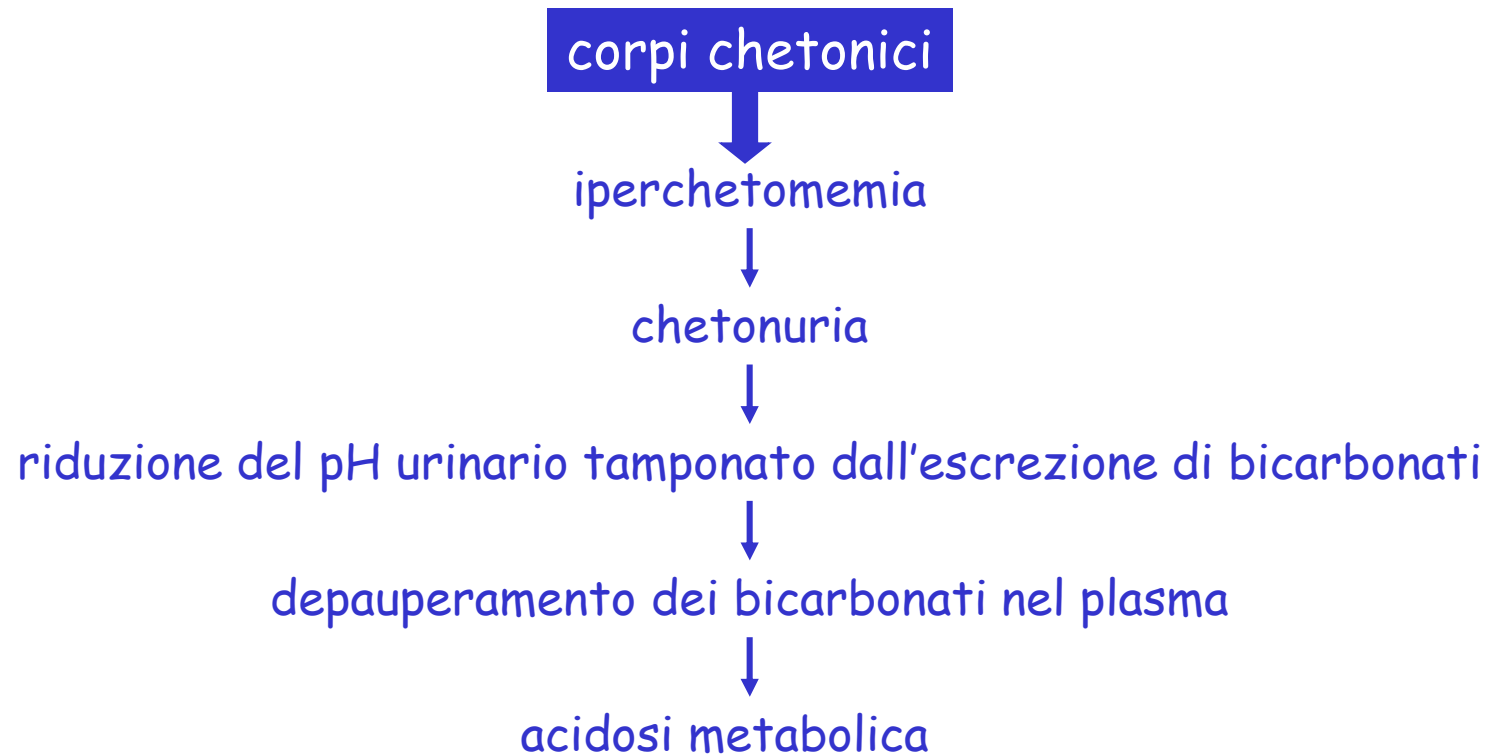 corpi chetonici
iperchetomemia
chetonuria
riduzione del pH urinario tamponato dall'escrezione di bicarbonati
depauperamento dei bicarbonati nel plasma
acidosi metabolica